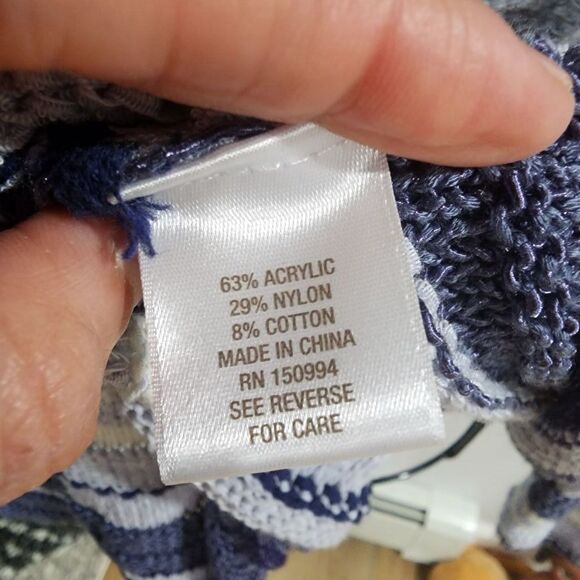 63% ACRYLIC
29% NYLON
8% COTTON
MADE IN CHINA
RN 150994
SEE REVERSE
FOR CARE